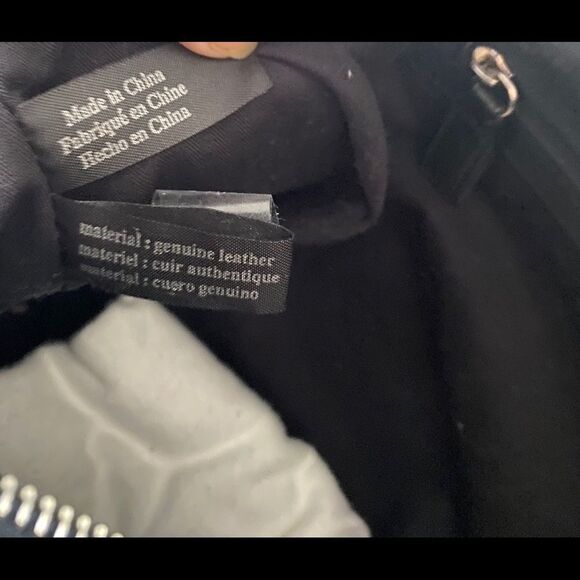 Made in China
Fabriqué en Chine
Hecho en China
material : genuine leather
materiel : cuir authentique
material : cuero genuino